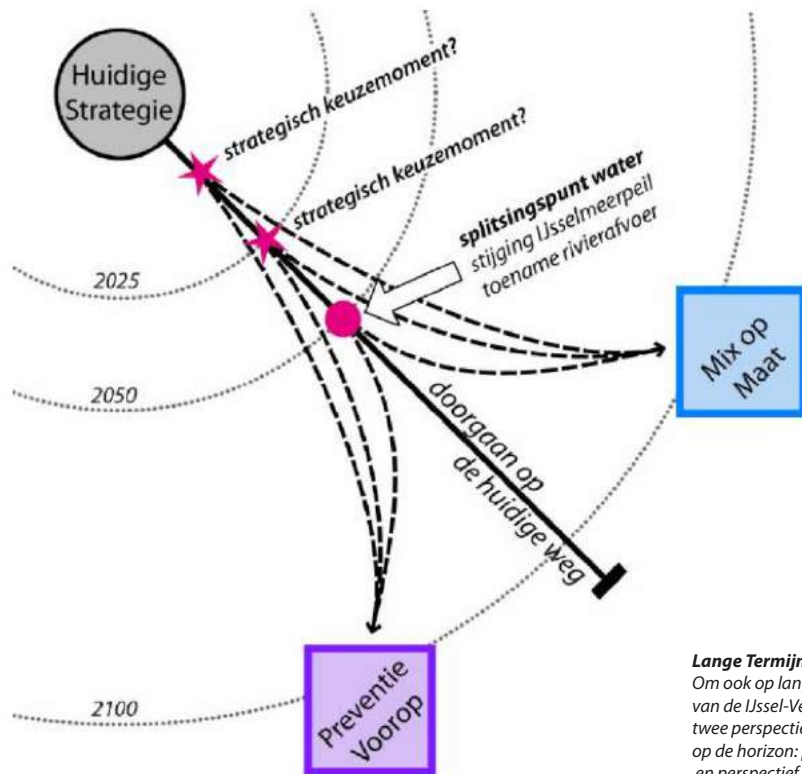 Huidige
Strategie
strategisch keuzemoment?
strategisch keuzemoment?
splitsingspunt water
stijging IJsselmeerpeil
toename rivierafvoer
2025
2050
2100
Mix op
Maat
doorgaan op
de huidige weg
Preventie
Voorop
Lange Termijn
Om ook op lan
van de IJssel-Ve
twee perspectie
op de horizon:
en perspectief